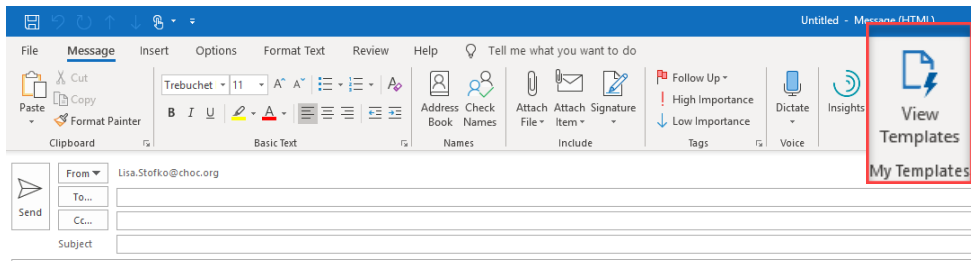 Untitled - Message (HTML)
File Message Insert Options Format Text Review Help Tell me what you want to do
Paste
Cut
Copy
Format Painter
Clipboard
Trebuchet 11
B I U A
Basic Text
Address Book
Check Names
Names
Attach File
Attach Item
Signature
Include
Follow Up
High Importance
Low Importance
Tags
Dictate
Voice
Insights
View
Templates
My Templates
Send
From Lisa.Stofko@choc.org
To...
Cc...
Subject